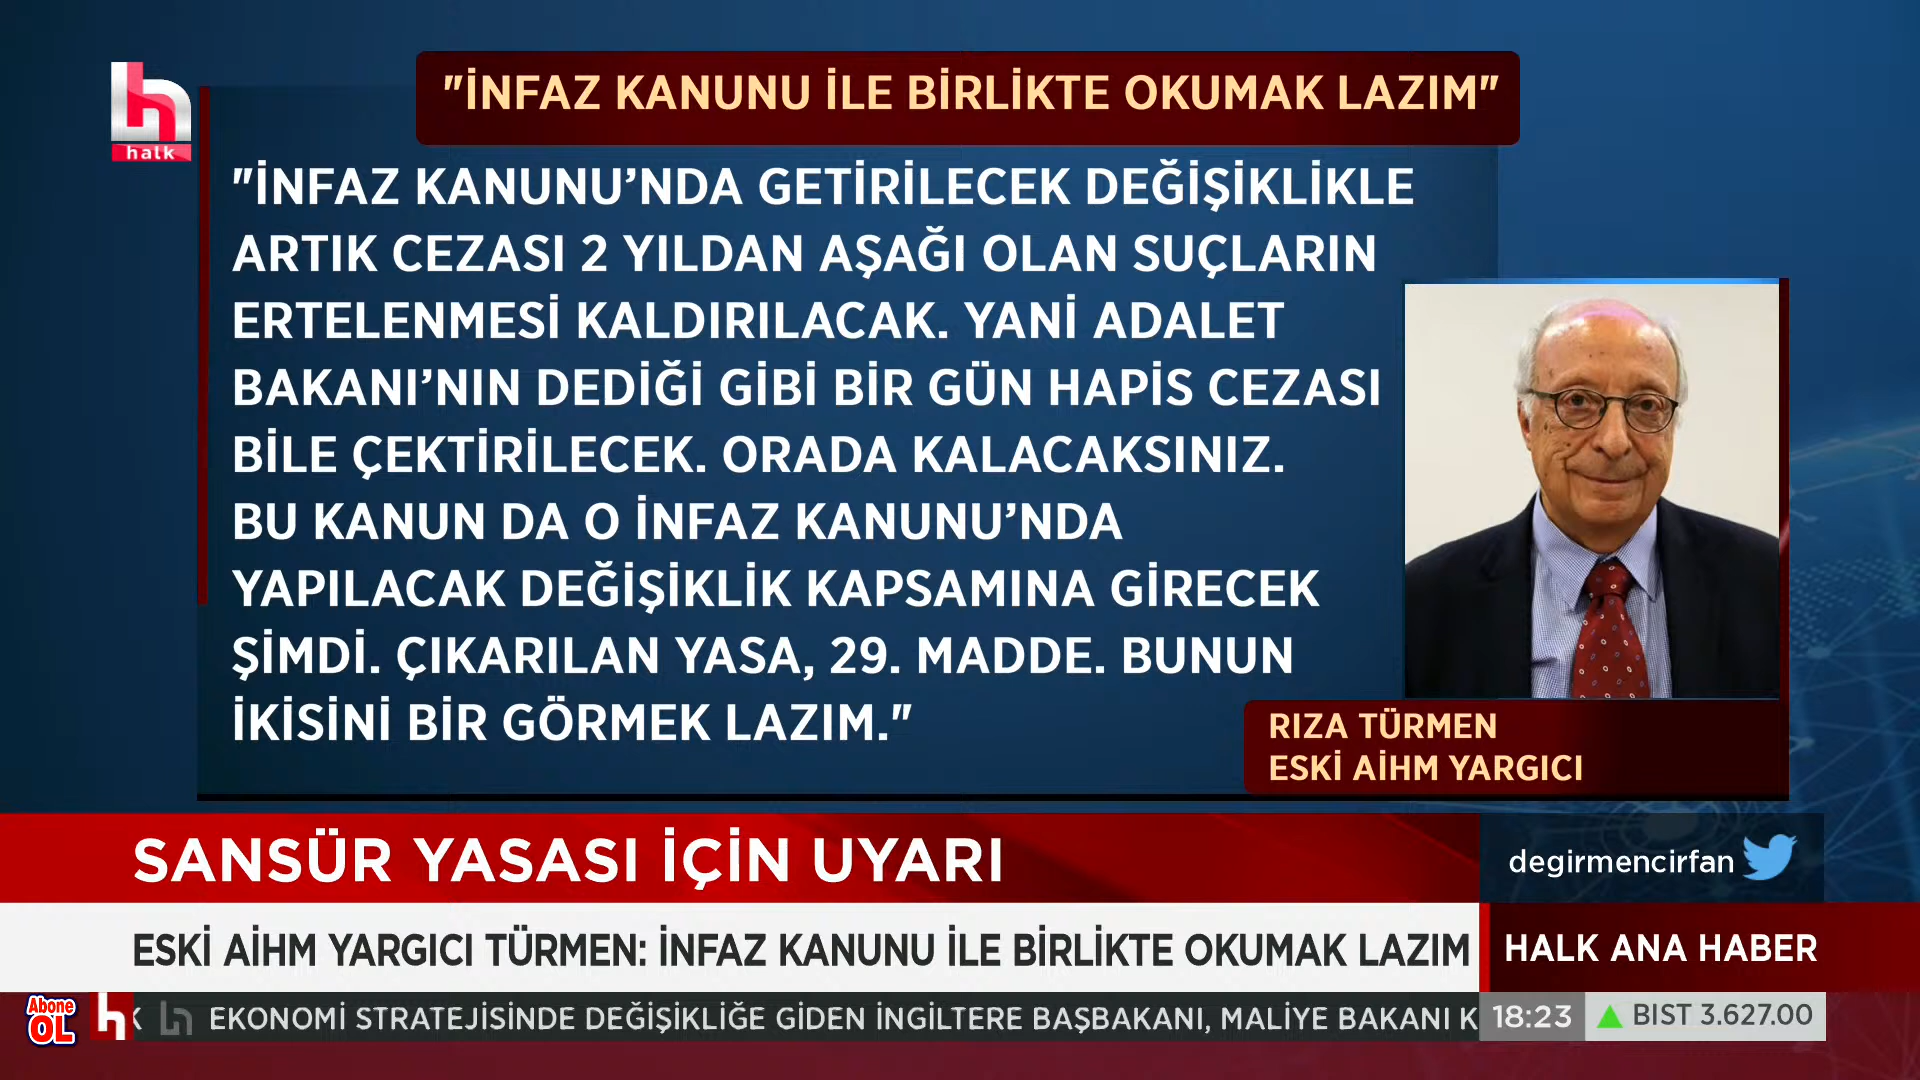 "İNFAZ KANUNU İLE BİRLİKTE OKUMAK LAZIM"
halk
"İNFAZ KANUNU’NDA GETİRİLECEK DEĞİŞİKLİKLE
ARTIK CEZASI 2 YILDAN AŞAĞI OLAN SUÇLARIN
ERTELENMESİ KALDIRILACAK. YANİ ADALET
BAKANI’NIN DEDİĞİ GİBİ BİR GÜN HAPİS CEZASI
BİLE ÇEKTİRİLECEK. ORADA KALACAKSINIZ.
BU KANUN DA O İNFAZ KANUNU’NDA
YAPILACAK DEĞİŞİKLİK KAPSAMINA GİRECEK
ŞİMDİ. ÇIKARILAN YASA, 29. MADDE. BUNUN
İKİSİNİ BİR GÖRMEK LAZIM."
RIZA TÜRMEN
ESKİ AİHM YARGICI
SANSÜR YASASI İÇİN UYARI
degirmencirfan
ESKİ AİHM YARGICI TÜRMEN: İNFAZ KANUNU İLE BİRLİKTE OKUMAK LAZIM
HALK ANA HABER
Abone
OL
K EKONOMİ STRATEJİSİNDE DEĞİŞİKLİĞE GİDEN İNGİLTERE BAŞBAKANI, MALİYE BAKANI K
18:23
BIST 3.627.00